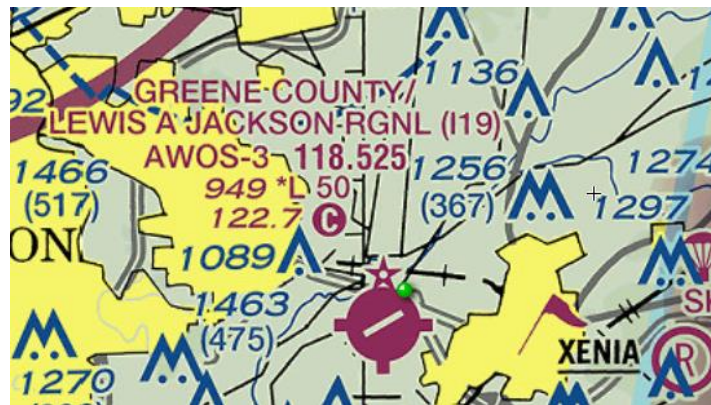 1136
92
GREENE COUNTY/
LEWIS A JACKSON RGNL (I19)
AWOS-3 118.525
949 *L 50
122.7 C
1466
(517)
1256
(367)
1274
1297
ON
1089
1463
(475)
XENIA
R
1270